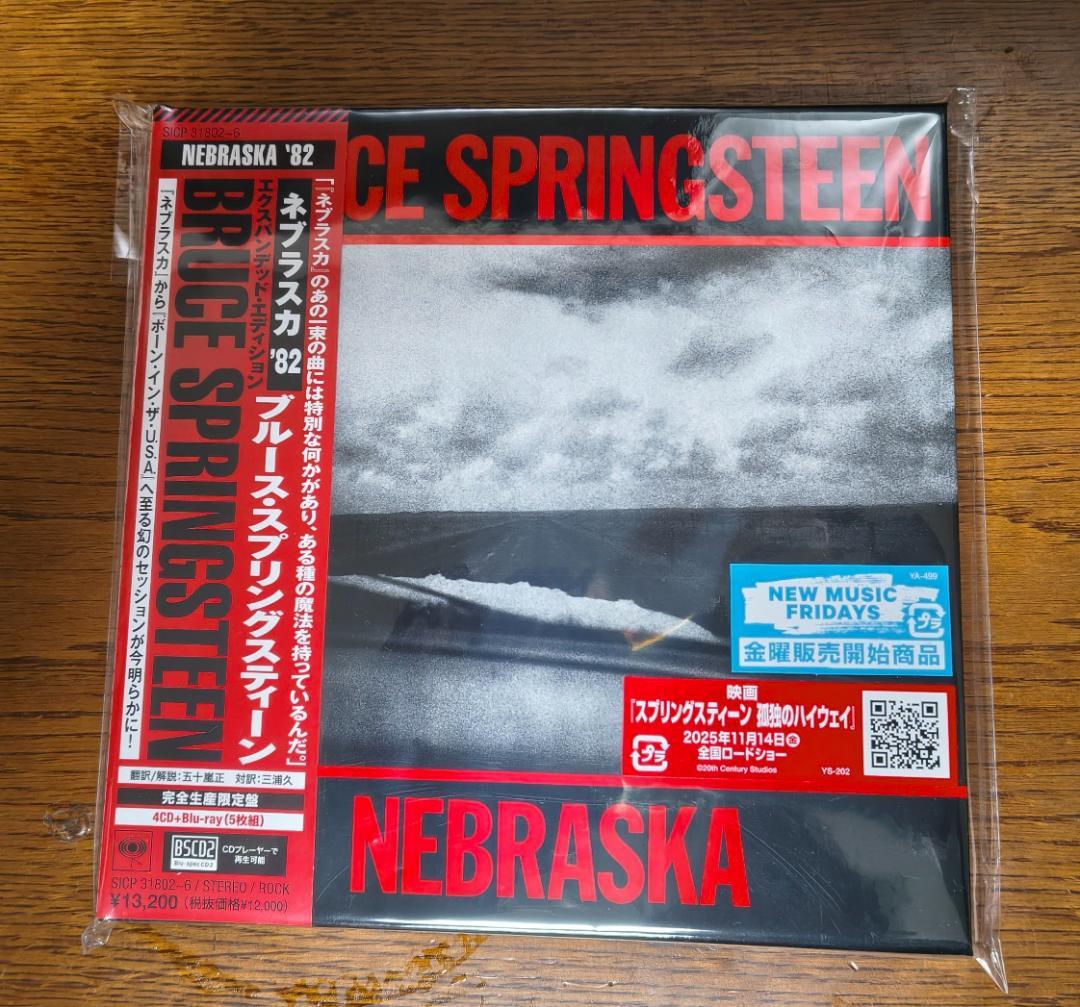 SICP 31802~6
NEBRASKA '82
『ネブラスカ』のあの一束の曲には特別な何かがあり、ある種の魔法を持っているんだ。」
ネブラスカ '82
エクスパンデッド・エディション
ブルース・スプリングスティーン
BRUCE SPRINGSTEEN
『ネブラスカ』から『ボーン・イン・ザ・U.S.A.』へ至る幻のセッションが今明らかに!
翻訳/解説:五十嵐正 対訳:三浦久
完全生産限定盤
4CD+Blu-ray(5枚組)
BSCD2
Blu-spec CD2
CDプレーヤーで
再生可能
SICP 31802~6 / STEREO / ROCK
¥13,200 (税抜価格¥12,000)
CE SPRINGSTEEN
YA-499
NEW MUSIC
FRIDAYS
プラ
金曜販売開始商品
映画
『スプリングスティーン 孤独のハイウェイ』
2025年11月14日㊎
全国ロードショー
プラ
©20th Century Studios
YS-202
NEBRASKA